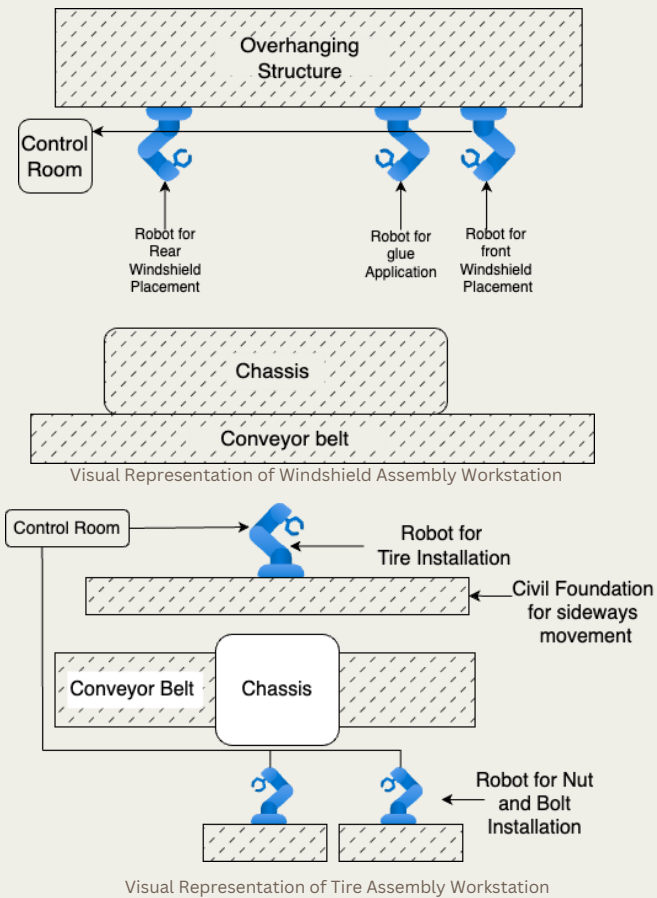 Overhanging
Structure
Control
Room
Robot for
Rear
Windshield
Placement
Robot for
glue
Application
Robot for
front
Windshield
Placement
Chassis
Conveyor belt
Visual Representation of Windshield Assembly Workstation
Control Room
Robot for
Tire Installation
Civil Foundation
for sideways
movement
Conveyor Belt
Chassis
Robot for Nut
and Bolt
Installation
Visual Representation of Tire Assembly Workstation